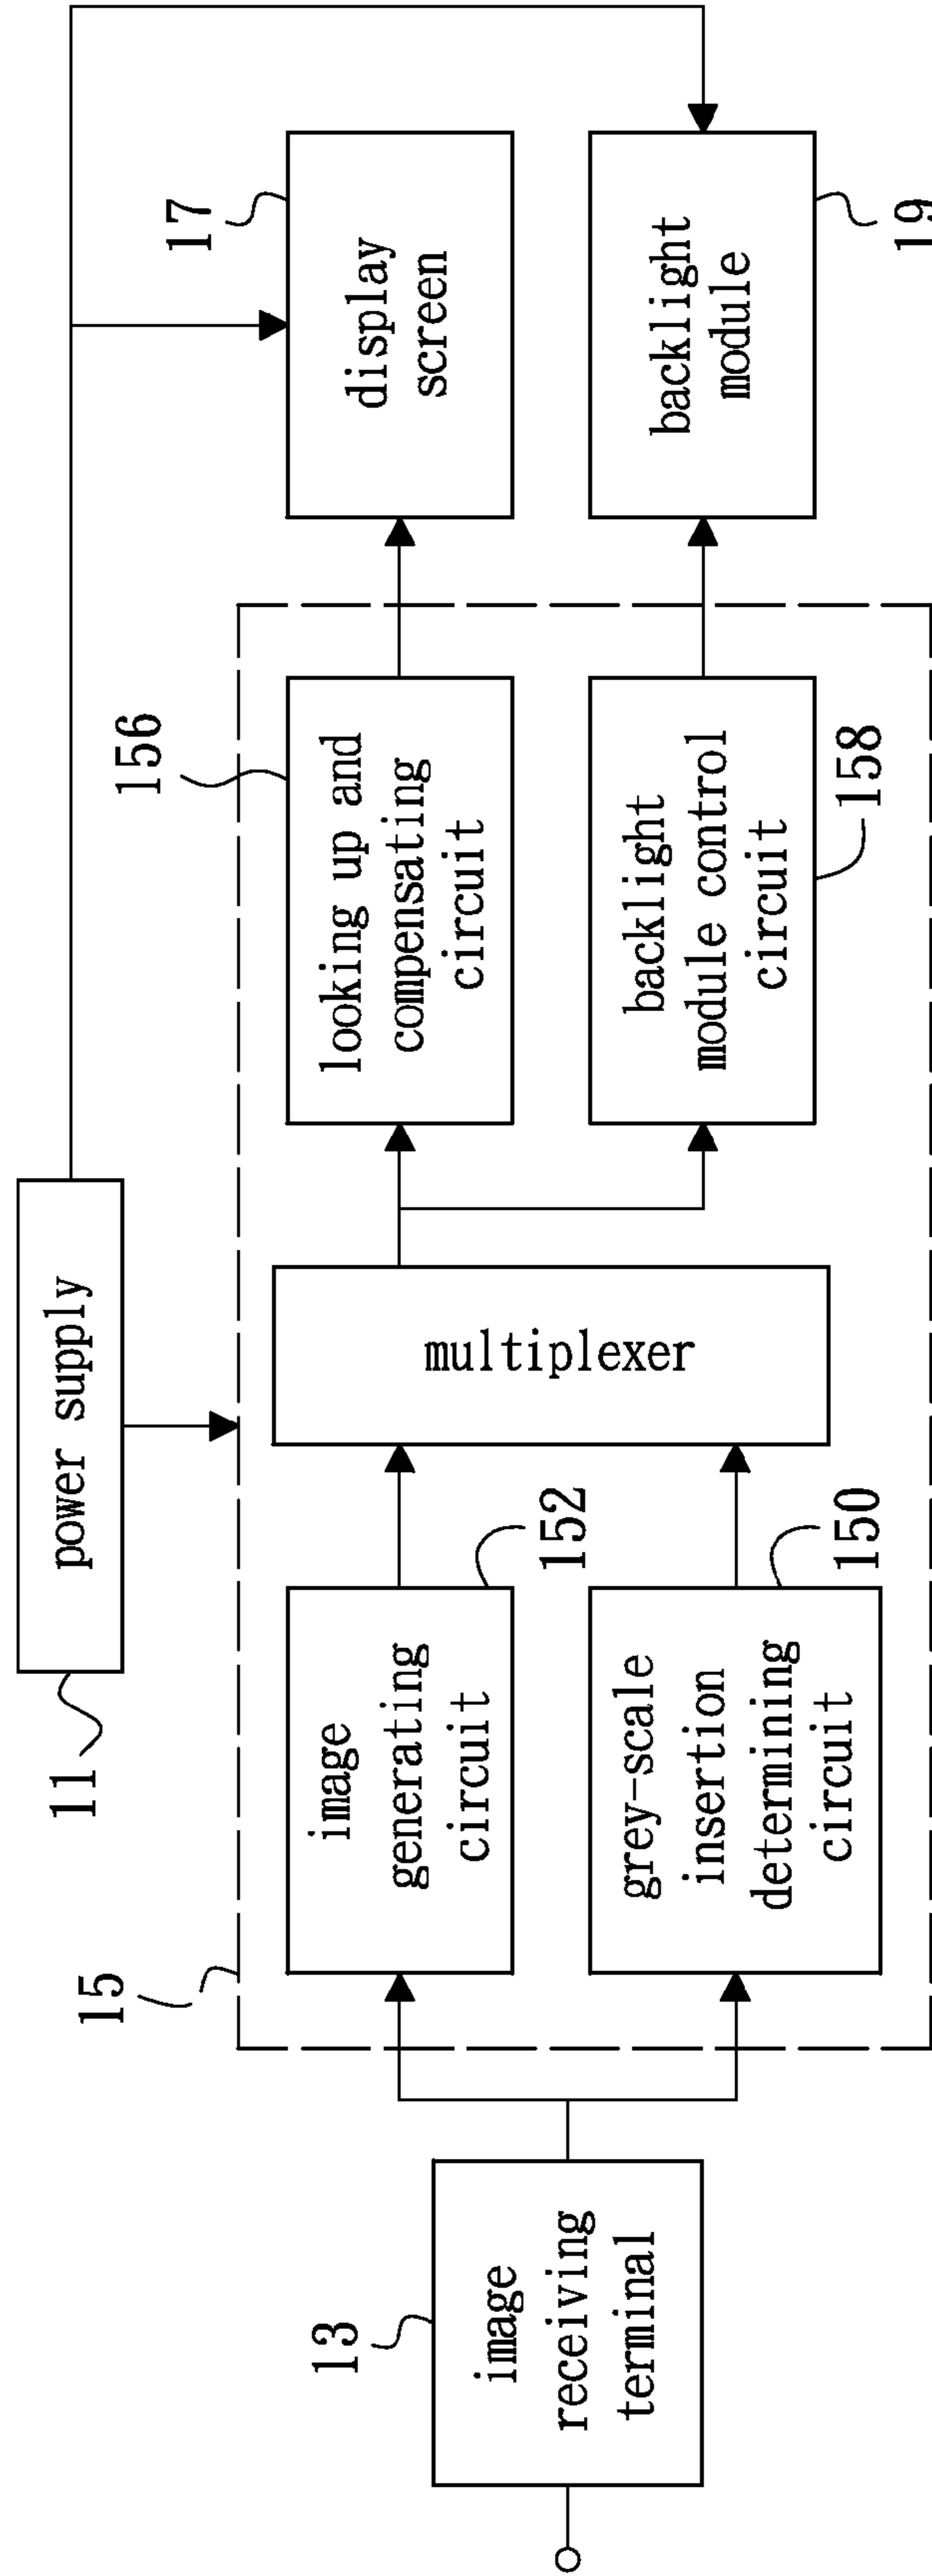 power supply
11
15
13
image
receiving
terminal
image
generating
circuit
152
grey-scale
insertion
determining
circuit
150
multiplexer
156
looking up and
compensating
circuit
backlight
module control
circuit
158
17
display
screen
backlight
module
19